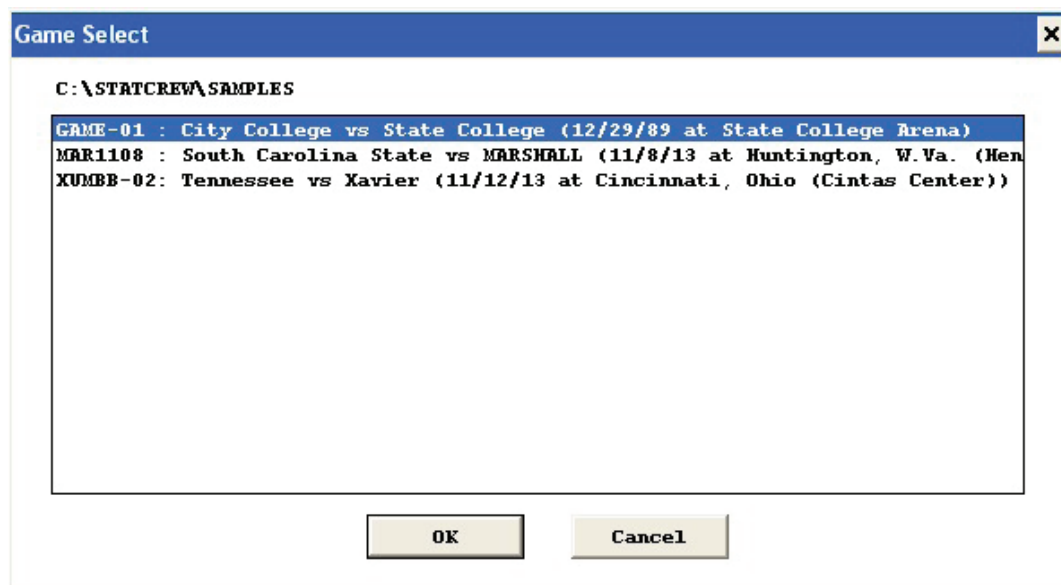 Game Select
C:\STATCREW\SAMPLES
GAME-01 : City College vs State College (12/29/89 at State College Arena)
MAR1108 : South Carolina State vs MARSHALL (11/8/13 at Huntington, W.Va. (Hen
XUMBB-02: Tennessee vs Xavier (11/12/13 at Cincinnati, Ohio (Cintas Center))
OK Cancel